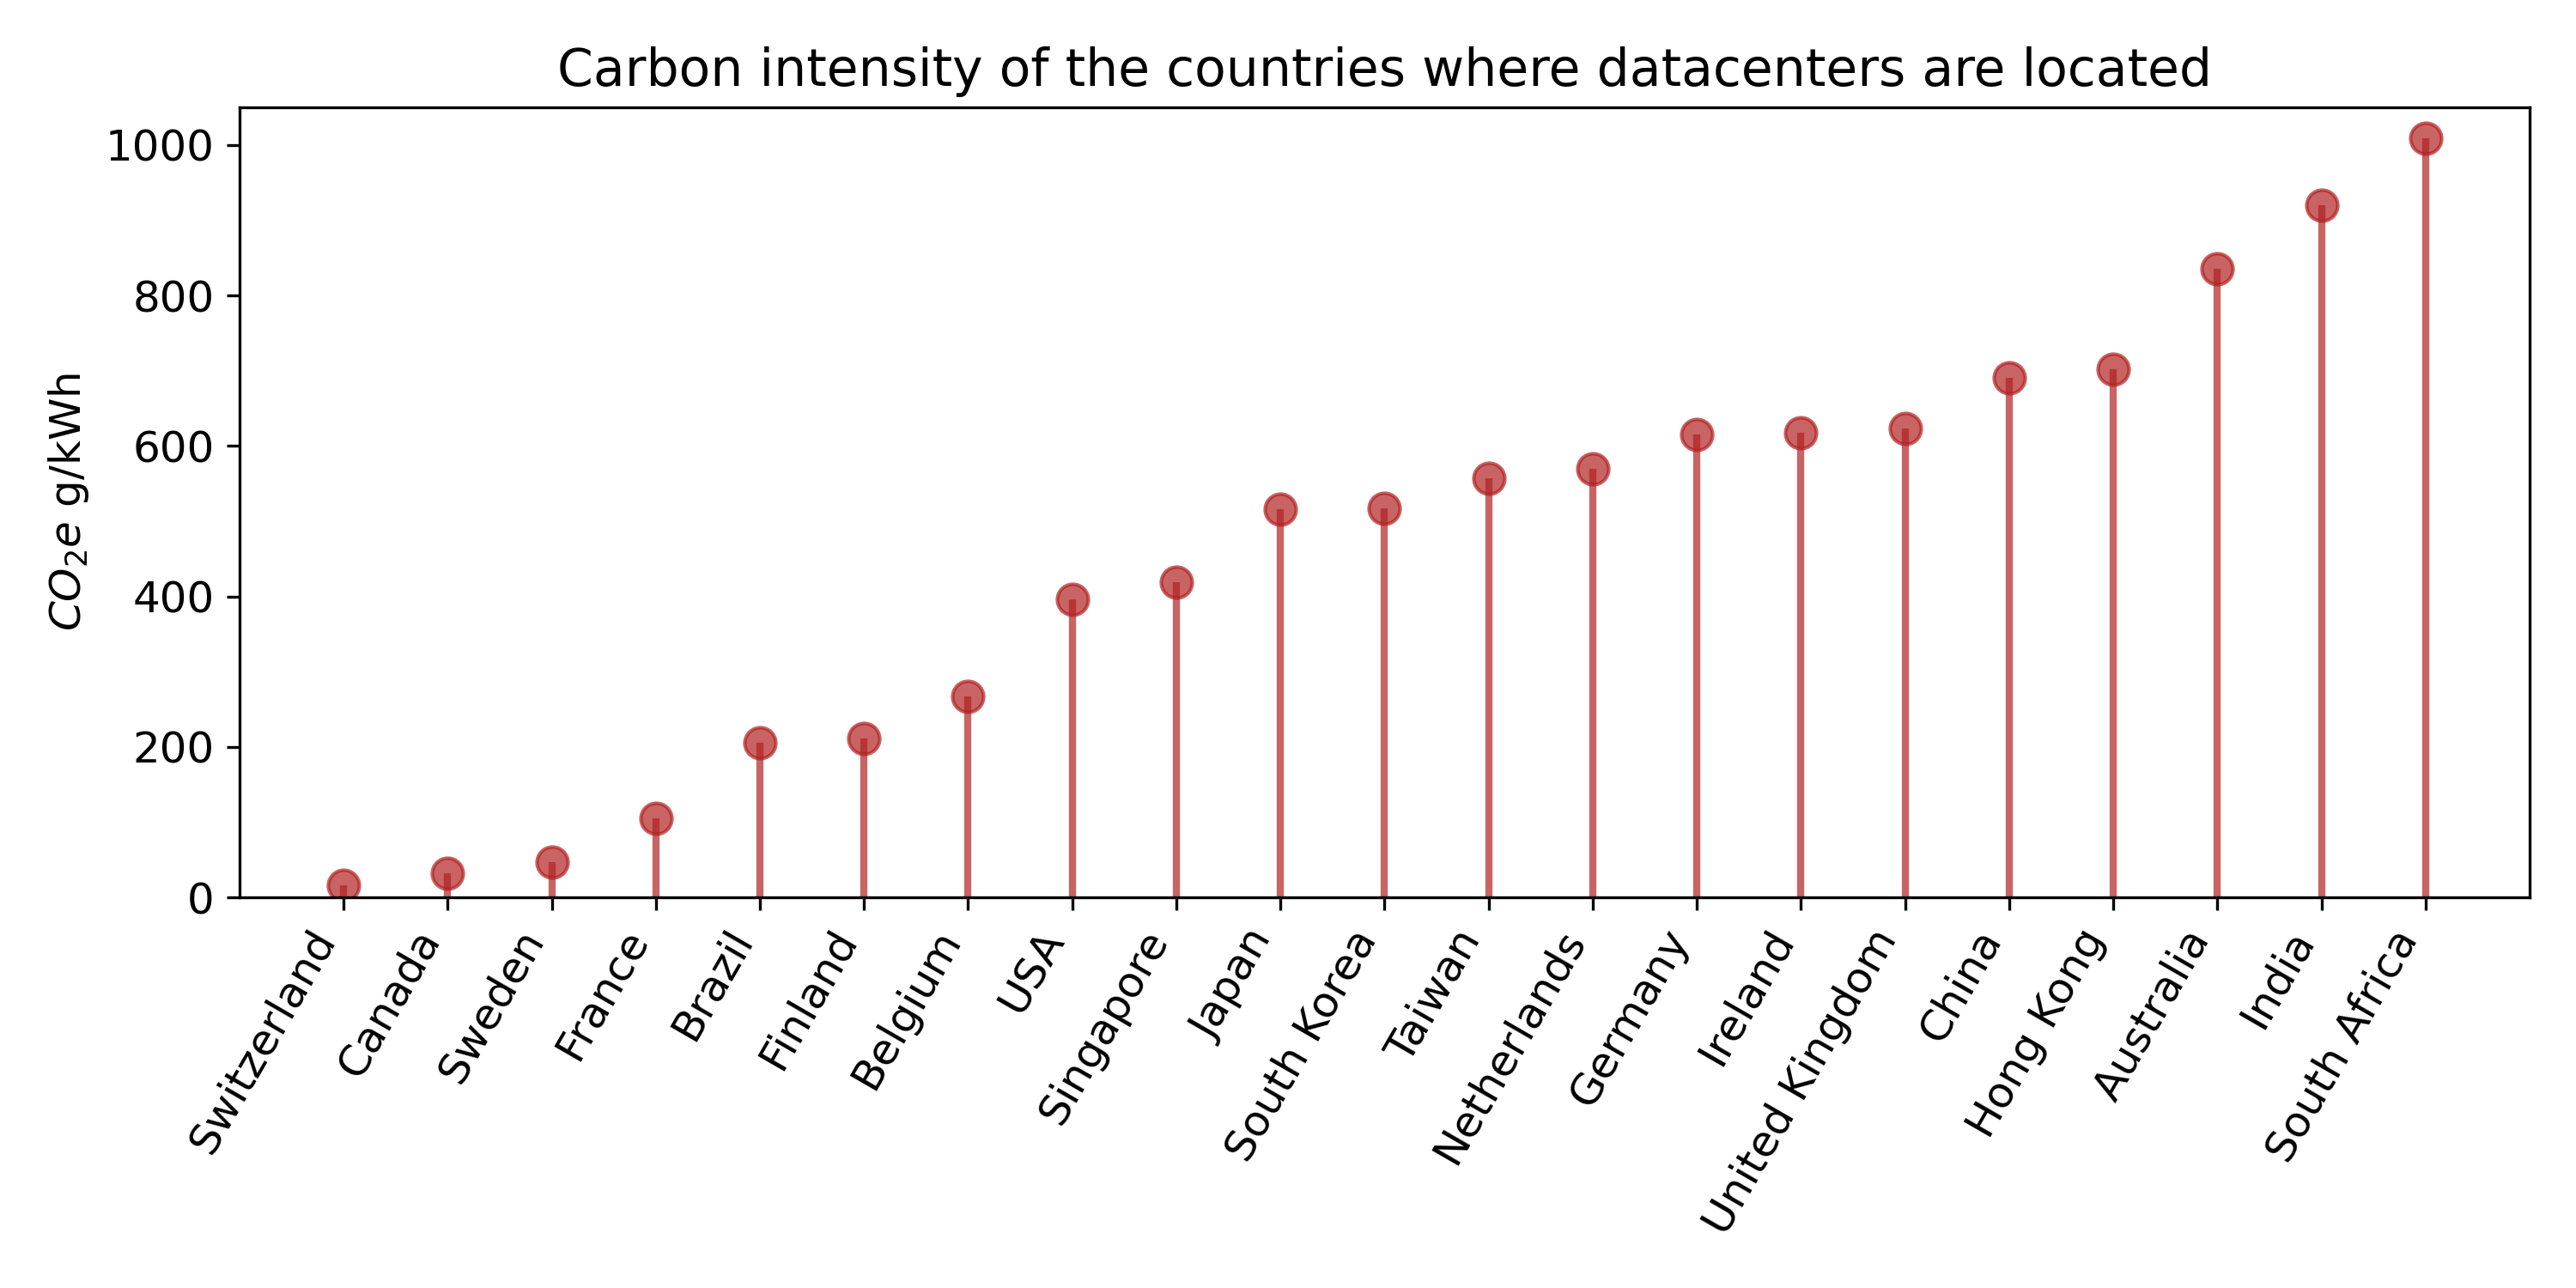 Carbon intensity of the countries where datacenters are located
1000
800
600
400
200
0
CO₂e g/kWh
Switzerland
Canada
Sweden
France
Brazil
Finland
Belgium
USA
Singapore
Japan
South Korea
Taiwan
Netherlands
Germany
Ireland
United Kingdom
China
Hong Kong
Australia
India
South Africa